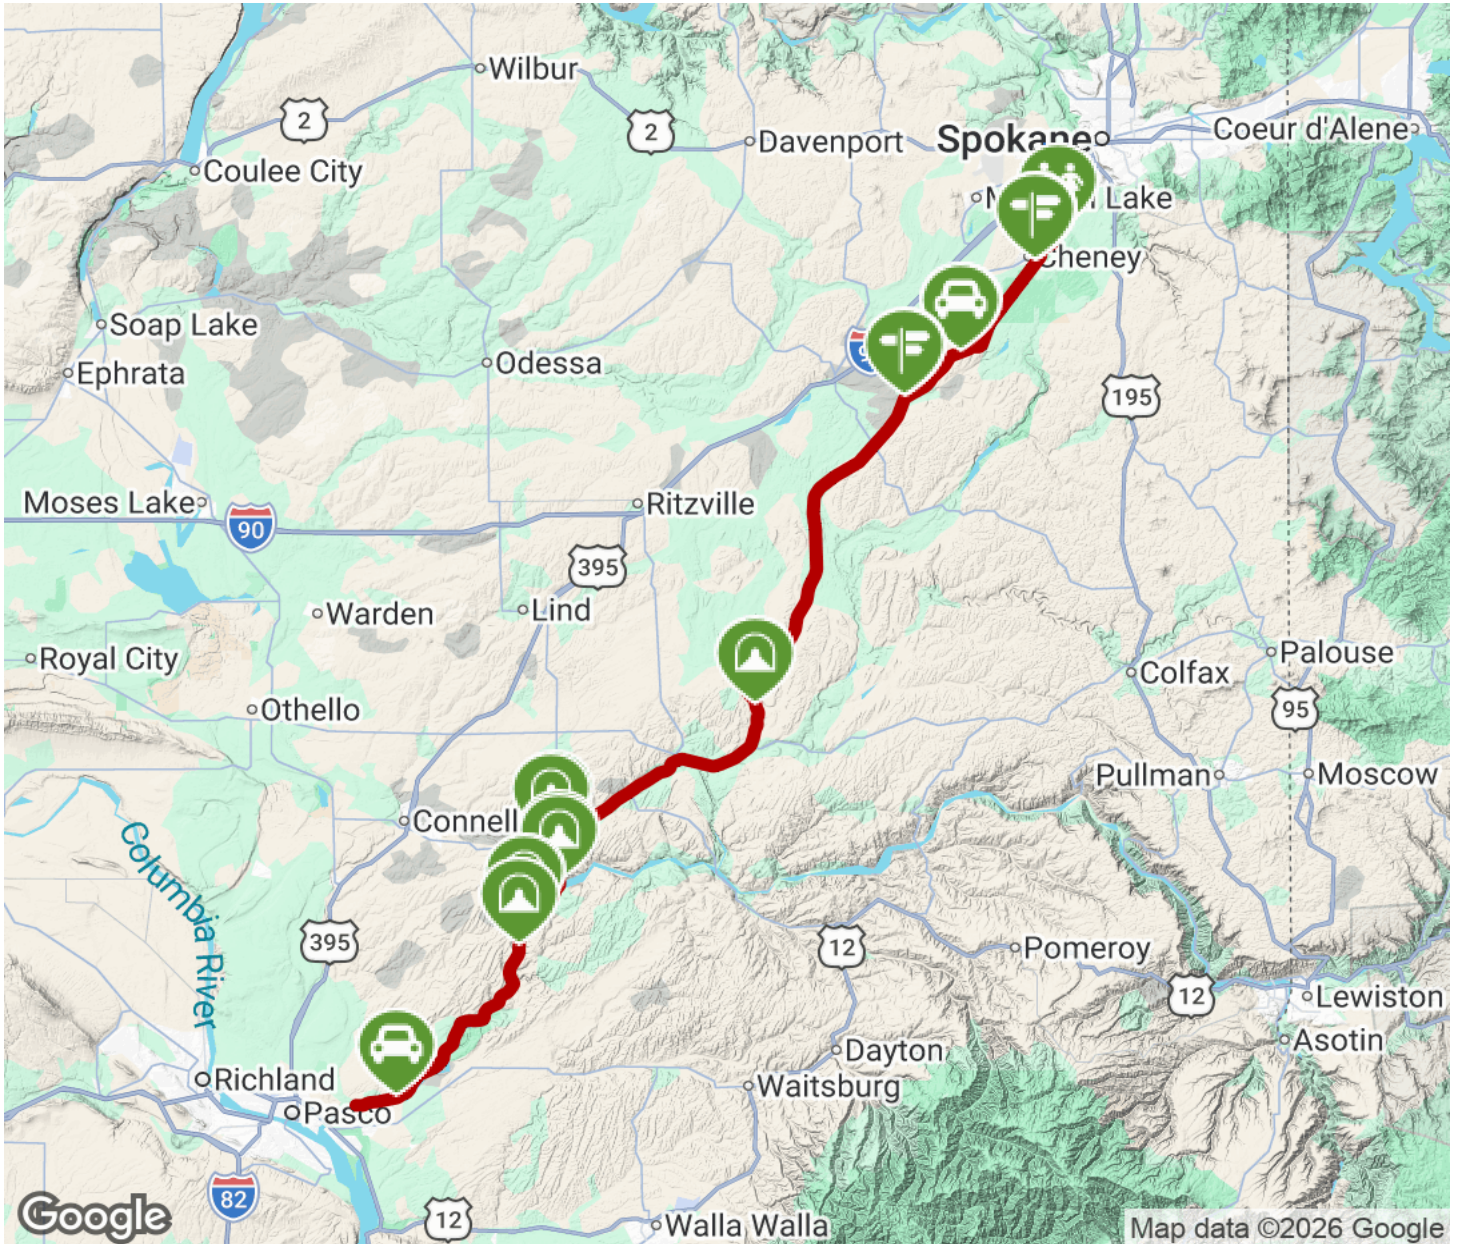 Wilbur
2
2
Davenport
Spokane
Coeur d'Alene
Coulee City
Lake
Cheney
Soap Lake
Ephrata
Odessa
195
Moses Lake
90
Ritzville
395
Warden
Lind
Royal City
Othello
Palouse
Colfax
95
Pullman
Moscow
Connell
Columbia River
395
12
Pomeroy
12
Lewiston
Asotin
Dayton
Richland
Waitsburg
Pasco
82
12
Walla Walla
Google
Map data ©2026 Google